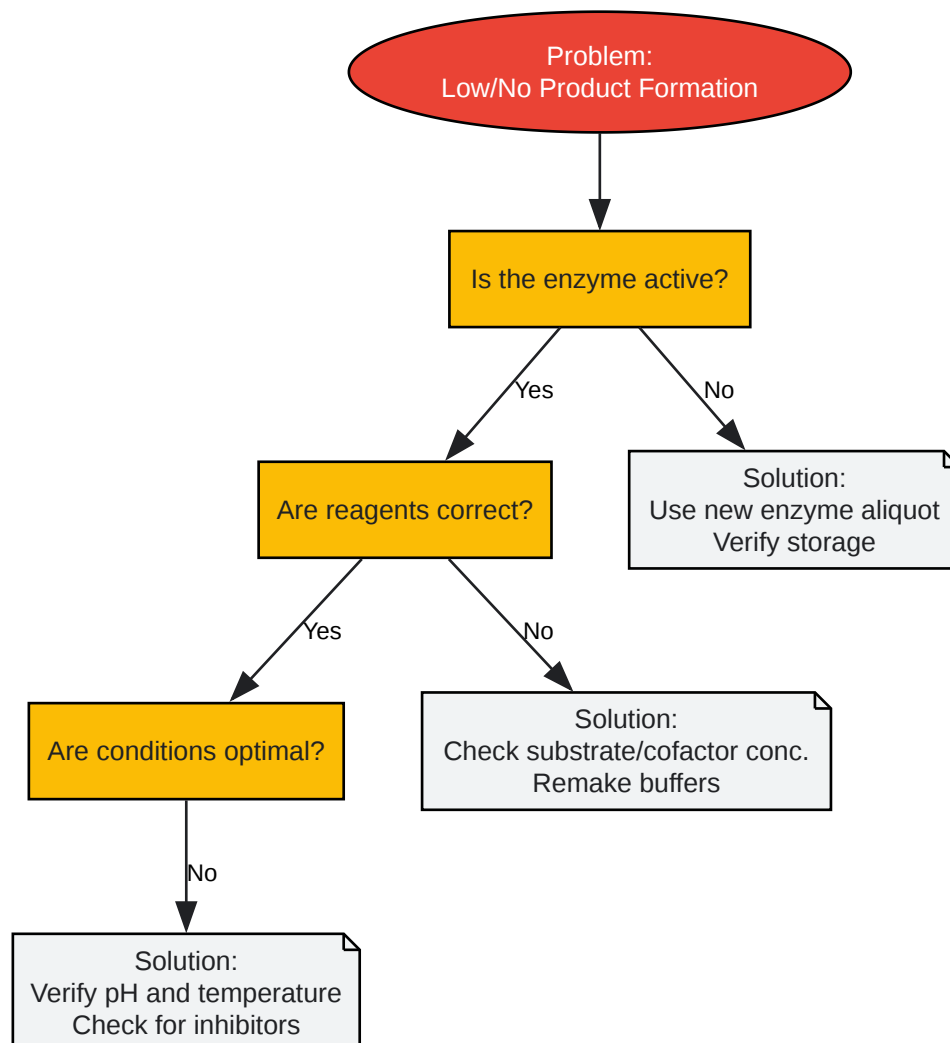 Problem:
Low/No Product Formation
Is the enzyme active?
Yes
No
Are reagents correct?
Solution:
Use new enzyme aliquot
Verify storage
Yes
No
Are conditions optimal?
Solution:
Check substrate/cofactor conc.
Remake buffers
No
Solution:
Verify pH and temperature
Check for inhibitors